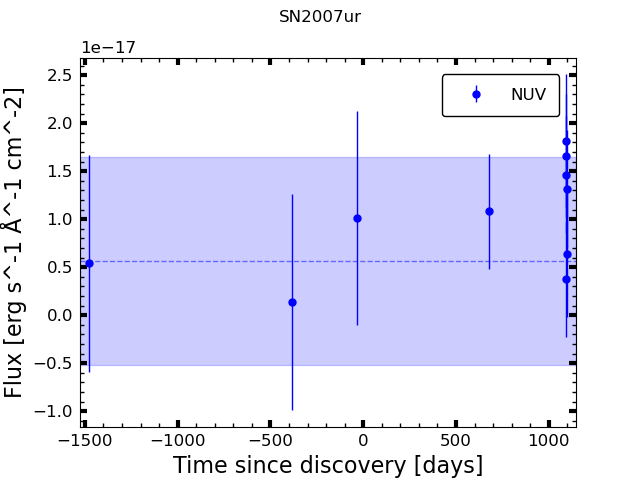 SN2007ur
1e−17
NUV
2.5
2.0
1.5
1.0
0.5
0.0
−0.5
−1.0
Flux [erg s^-1 Å^-1 cm^-2]
−1500 −1000 −500 0 500 1000
Time since discovery [days]